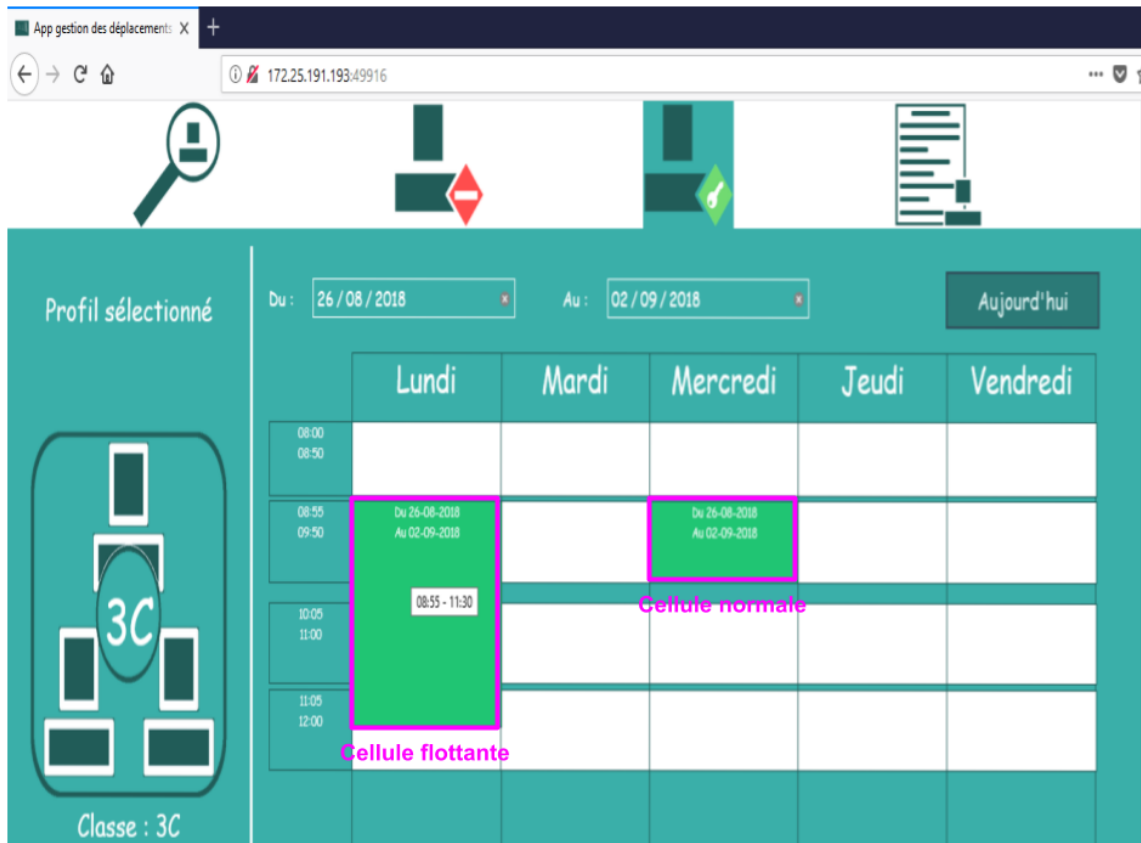 App gestion des déplacements
172.25.191.193:49916
Profil sélectionné
Du : 26 / 08 / 2018 Au : 02 / 09 / 2018 Aujourd'hui
Lundi Mardi Mercredi Jeudi Vendredi
08:00
08:50
08:55
09:50
Du 26-08-2018
Au 02-09-2018
Du 26-08-2018
Au 02-09-2018
08:55 - 11:30
Cellule normale
10:05
11:00
11:05
12:00
Cellule flottante
3C
Classe : 3C